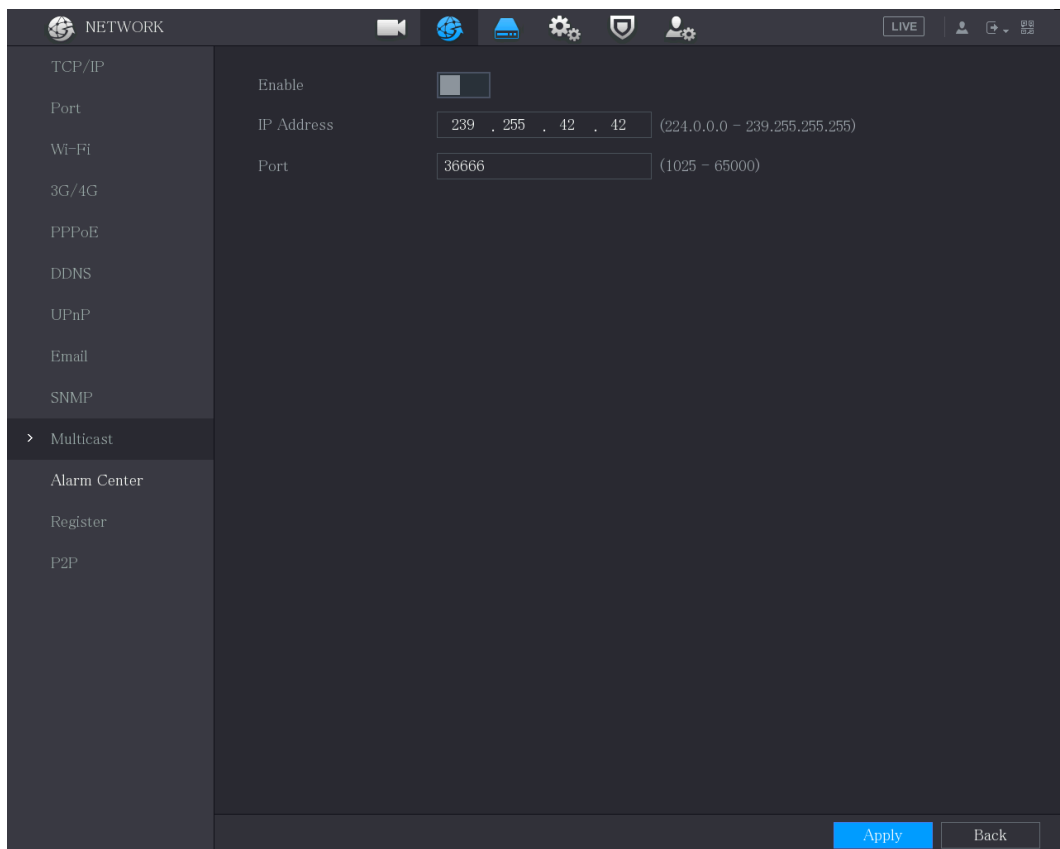 NETWORK
LIVE
TCP/IP
Port
Wi-Fi
3G/4G
PPPoE
DDNS
UPnP
Email
SNMP
Multicast
Alarm Center
Register
P2P
Enable
IP Address 239 . 255 . 42 . 42 (224.0.0.0 - 239.255.255.255)
Port 36666 (1025 - 65000)
Apply Back